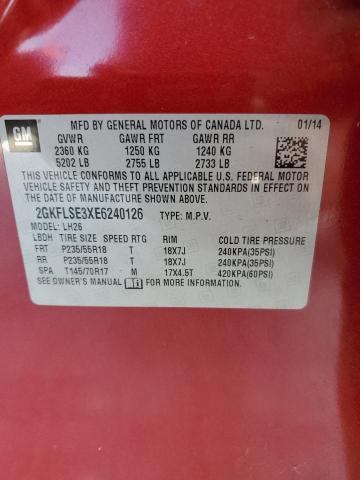 MFD BY GENERAL MOTORS OF CANADA LTD. 01/14
GM GVWR GAWR FRT GAWR RR
2360 KG 1250 KG 1240 KG
5202 LB 2755 LB 2733 LB
THIS VEHICLE CONFORMS TO ALL APPLICABLE U.S. FEDERAL MOTOR
VEHICLE SAFETY AND THEFT PREVENTION STANDARDS IN EFFECT ON
THE DATE OF MANUFACTURE SHOWN ABOVE.
2GKFLSE3XE6240126 TYPE: M.P.V.
MODEL: LH26
LBDH TIRE SIZE SPEED RTG RIM COLD TIRE PRESSURE
FRT P235/55R18 T 18X7J 240KPA(35PSI)
RR P235/55R18 T 18X7J 240KPA(35PSI)
SPA T145/70R17 M 17X4.5T 420KPA(60PSI)
SEE OWNER'S MANUAL FOR MORE INFORMATION.